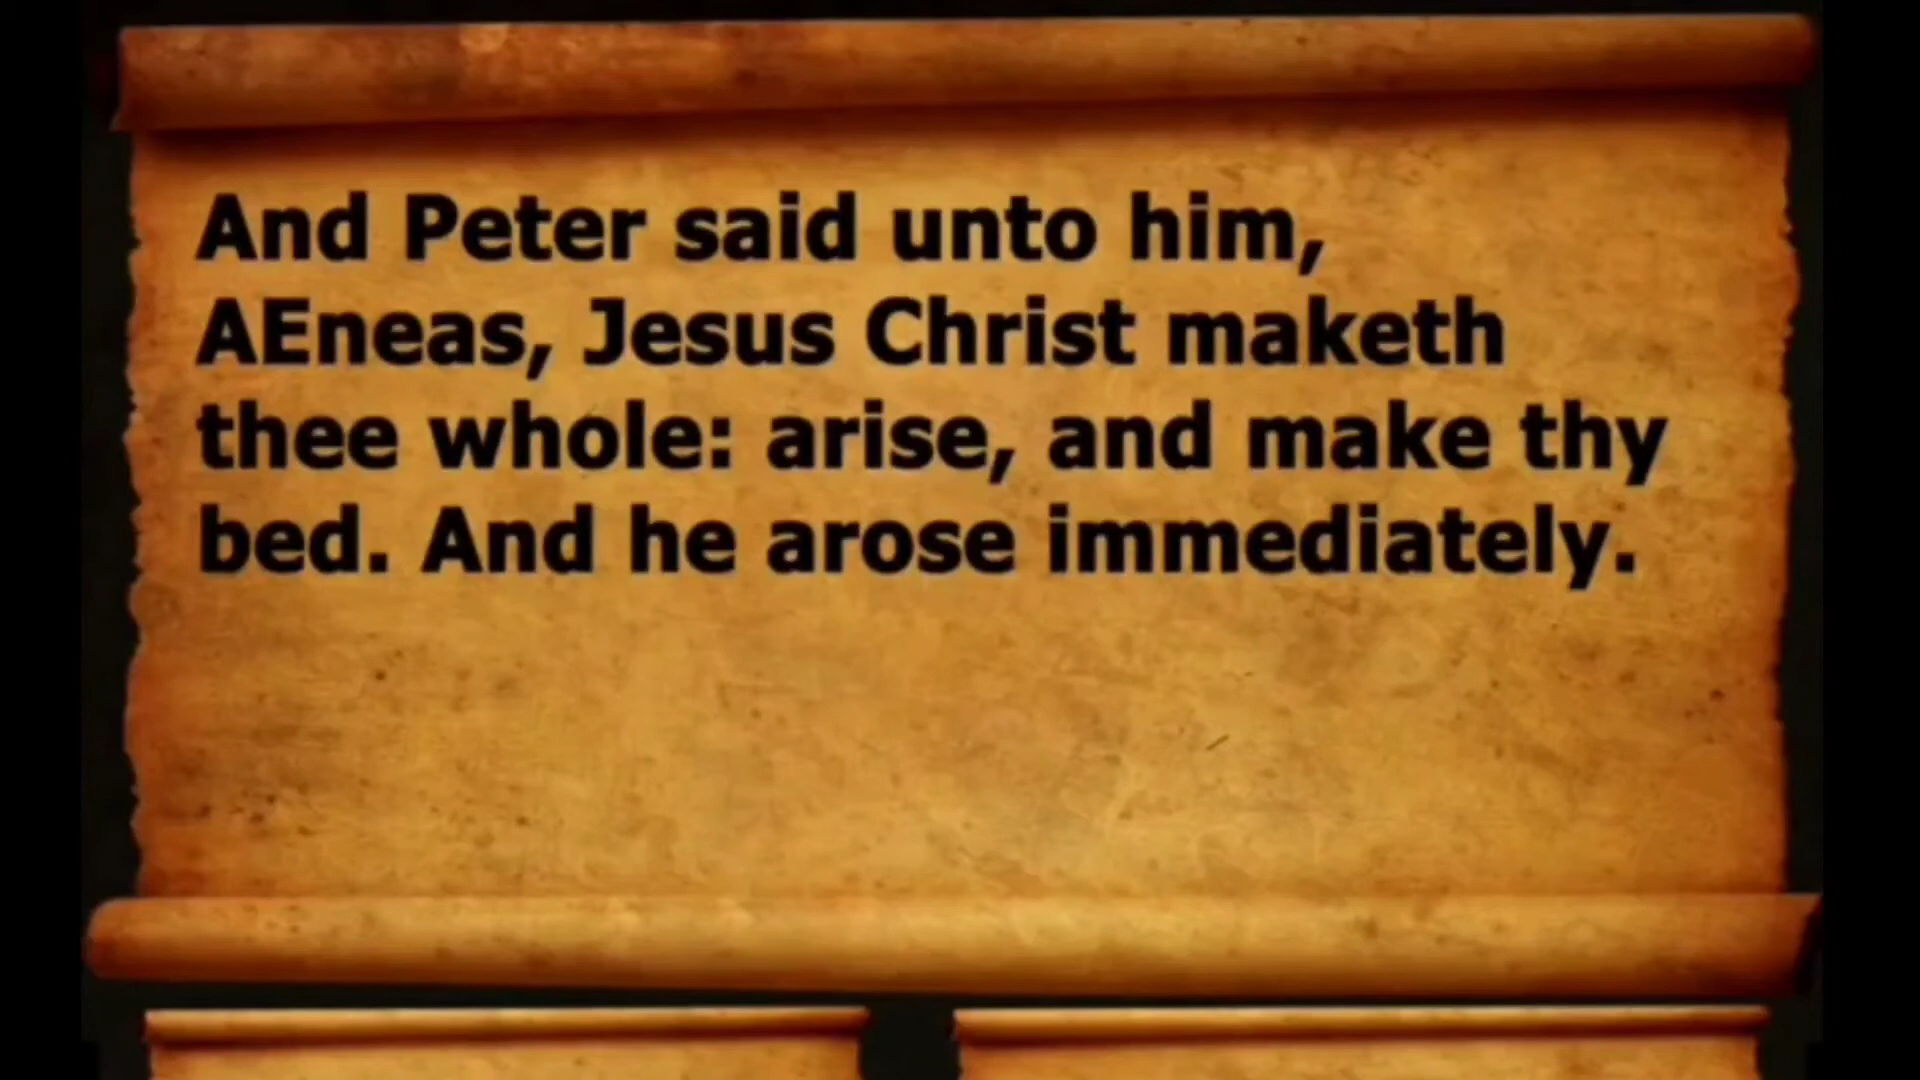 And Peter said unto him,
AEneas, Jesus Christ maketh
thee whole: arise, and make thy
bed. And he arose immediately.